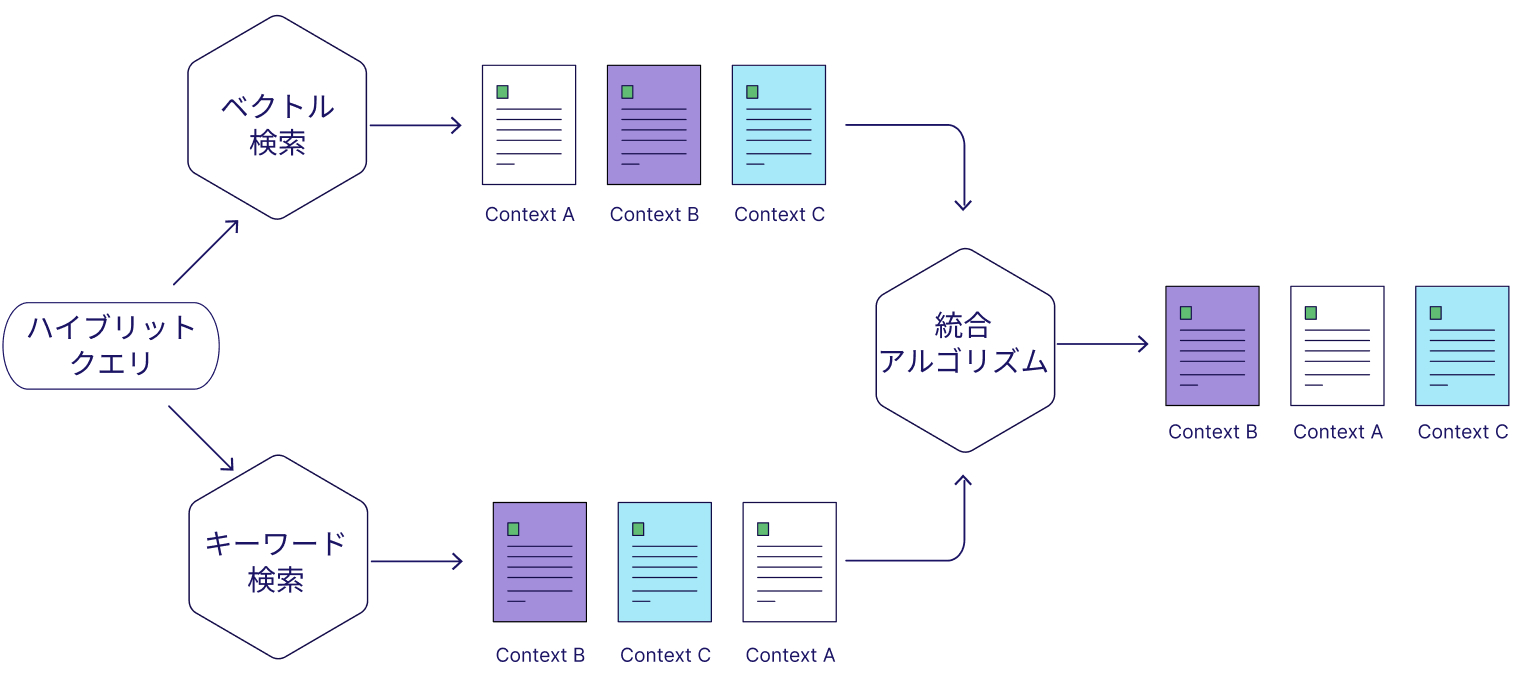 ベクトル
検索
Context A
Context B
Context C
ハイブリット
クエリ
統合
アルゴリズム
Context B
Context A
Context C
キーワード
検索
Context B
Context C
Context A